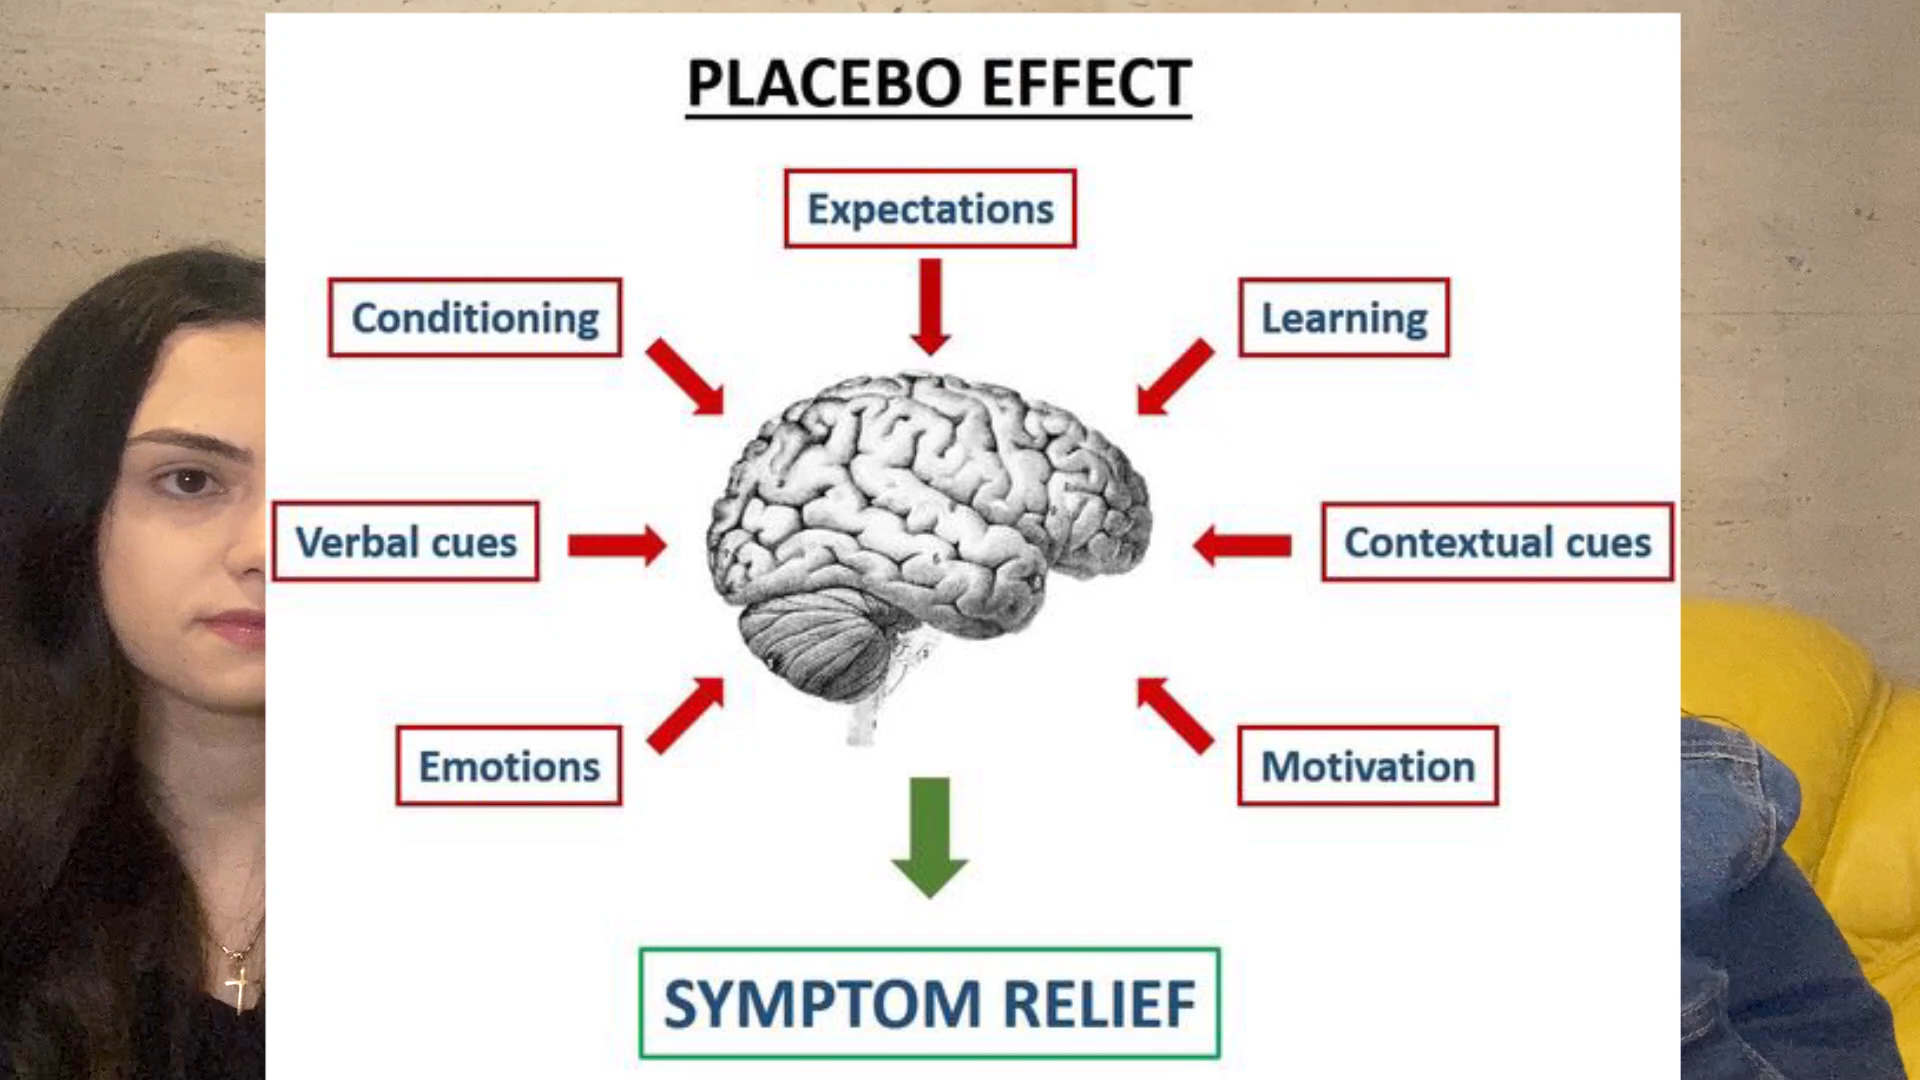 PLACEBO EFFECT
Expectations
Conditioning
Learning
Verbal cues
Contextual cues
Emotions
Motivation
SYMPTOM RELIEF